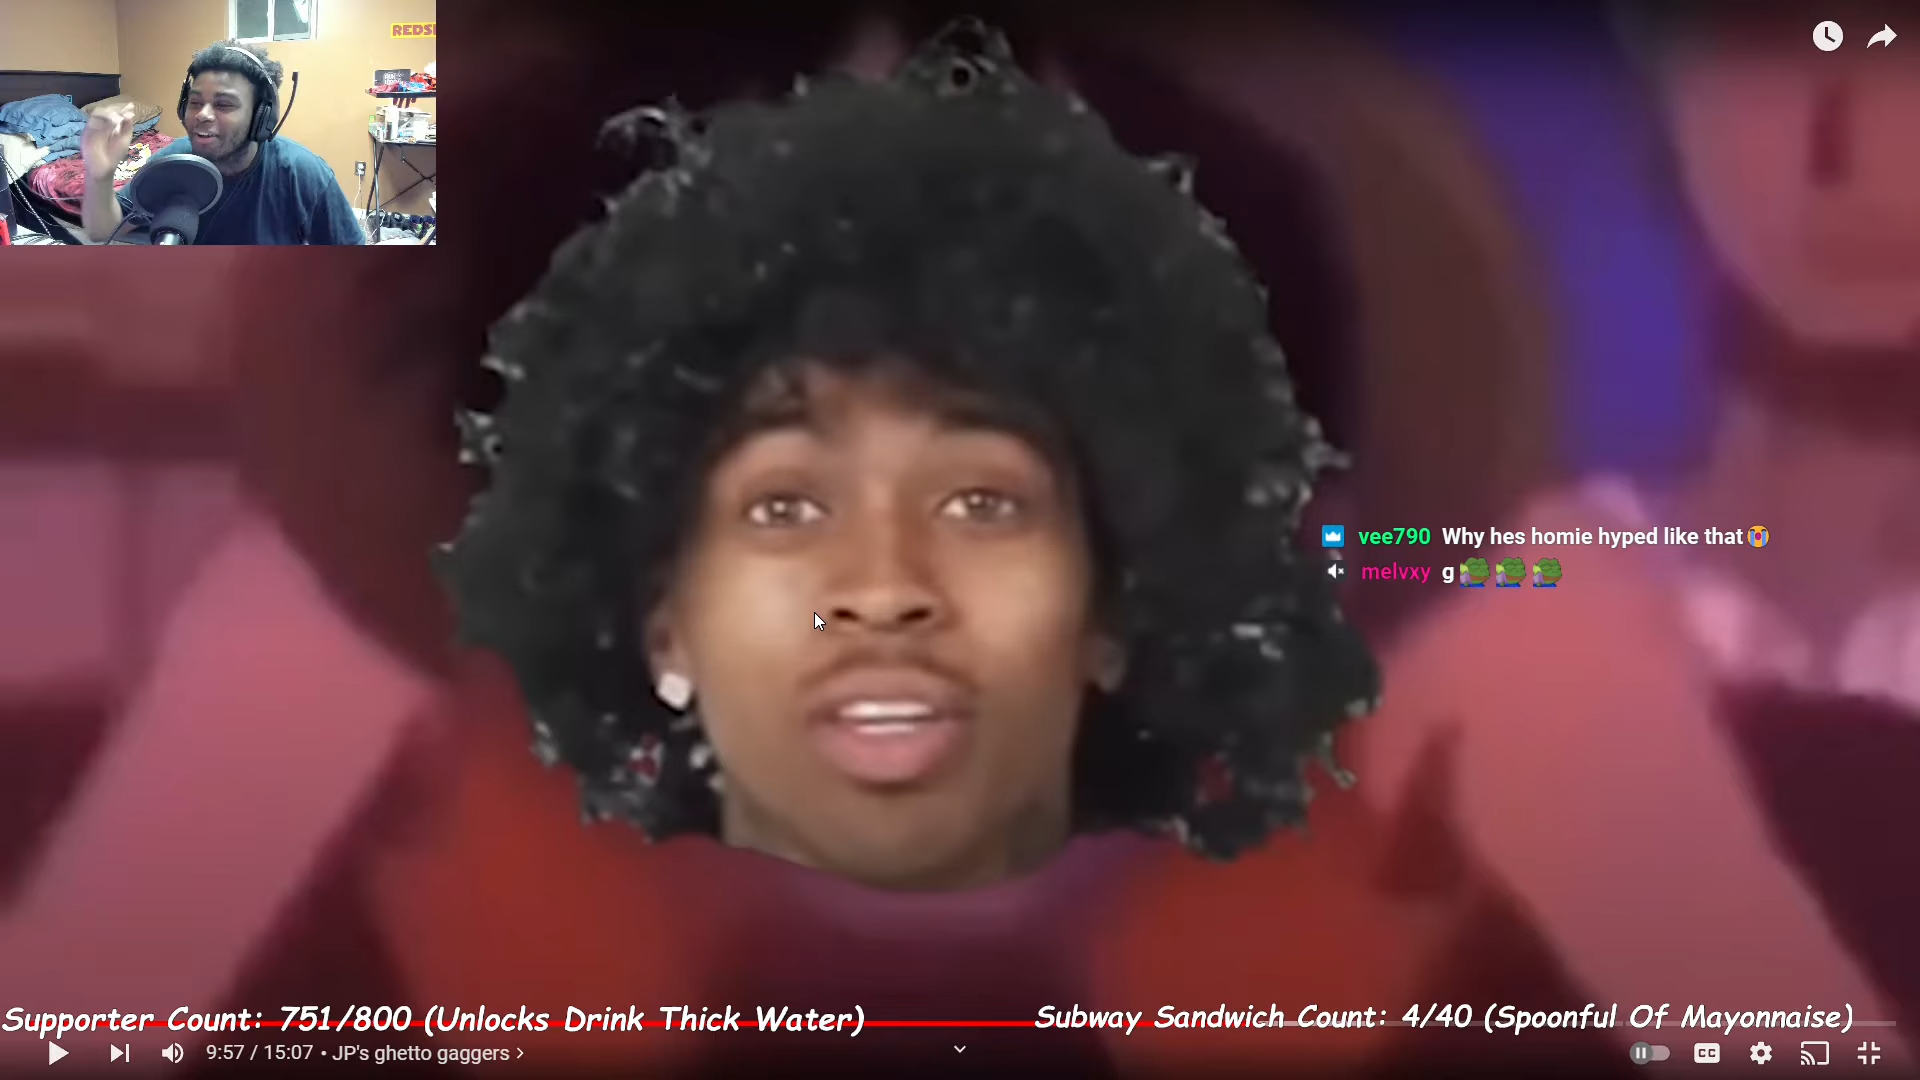 REDS
vee790 Why hes homie hyped like that
melvxy g
Supporter Count: 751/800 (Unlocks Drink Thick Water)
Subway Sandwich Count: 4/40 (Spoonful Of Mayonnaise)
9:57 / 15:07 • JP's ghetto gaggers >
CC